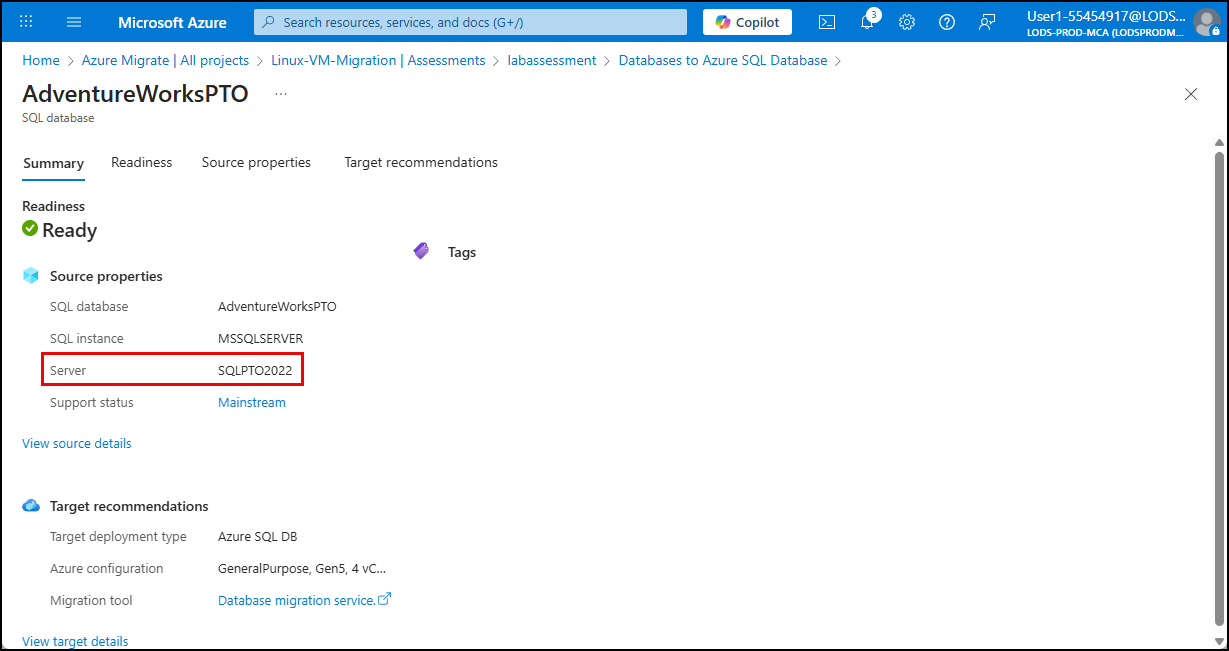 Microsoft Azure
Search resources, services, and docs (G+/)
Copilot
3
User1-55454917@LODS...
LODS-PROD-MCA (LODSPRODM...
Home > Azure Migrate | All projects > Linux-VM-Migration | Assessments > labassessment > Databases to Azure SQL Database >
AdventureWorksPTO ...
SQL database
Summary Readiness Source properties Target recommendations
Readiness
Ready
Tags
Source properties
SQL database AdventureWorksPTO
SQL instance MSSQLSERVER
Server SQLPTO2022
Support status Mainstream
View source details
Target recommendations
Target deployment type Azure SQL DB
Azure configuration GeneralPurpose, Gen5, 4 vC...
Migration tool Database migration service.
View target details